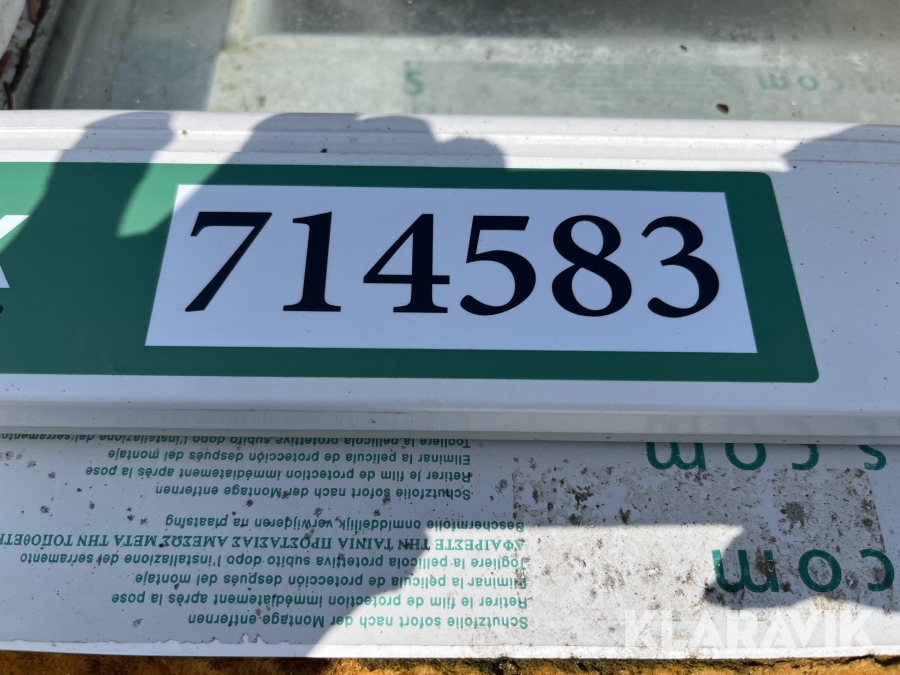 714583
Schutzfolie sofort nach der Montage entfernen
Retirer le film de protection immédiatement après la pose
Eliminar la película de protección después del montaje
Togliere la pellicola protettiva subito dopo l'installazione del serramento
ΑΦΑΙΡΕΣΤΕ ΤΗΝ ΤΑΙΝΙΑ ΠΡΟΣΤΑΣΙΑΣ ΑΜΕΣΩΣ ΜΕΤΑ ΤΗΝ
Beschermfolie onmiddellijk verwijderen na plaatsing
Schutzfolie sofort nach der Montage entfernen
Retirer le film de protection immédiatement après la pose
Eliminar la película de protección después del montaje
Togliere la pellicola protettiva subito dopo l'installazione del serramento
KLARAVIK